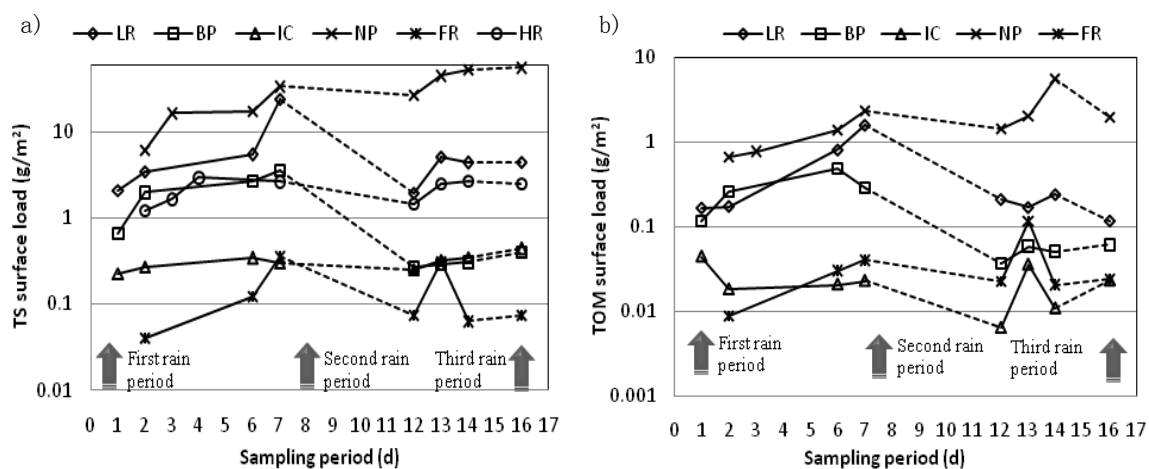 a)
LR BP IC NP FR HR
TS surface load (g/m²)
10
1
0.1
0.01
First rain period
Second rain period
Third rain period
0 1 2 3 4 5 6 7 8 9 10 11 12 13 14 15 16 17
Sampling period (d)
b)
LR BP IC NP FR
TOM surface load (g/m²)
10
1
0.1
0.01
0.001
First rain period
Second rain period
Third rain period
0 1 2 3 4 5 6 7 8 9 10 11 12 13 14 15 16 17
Sampling period (d)